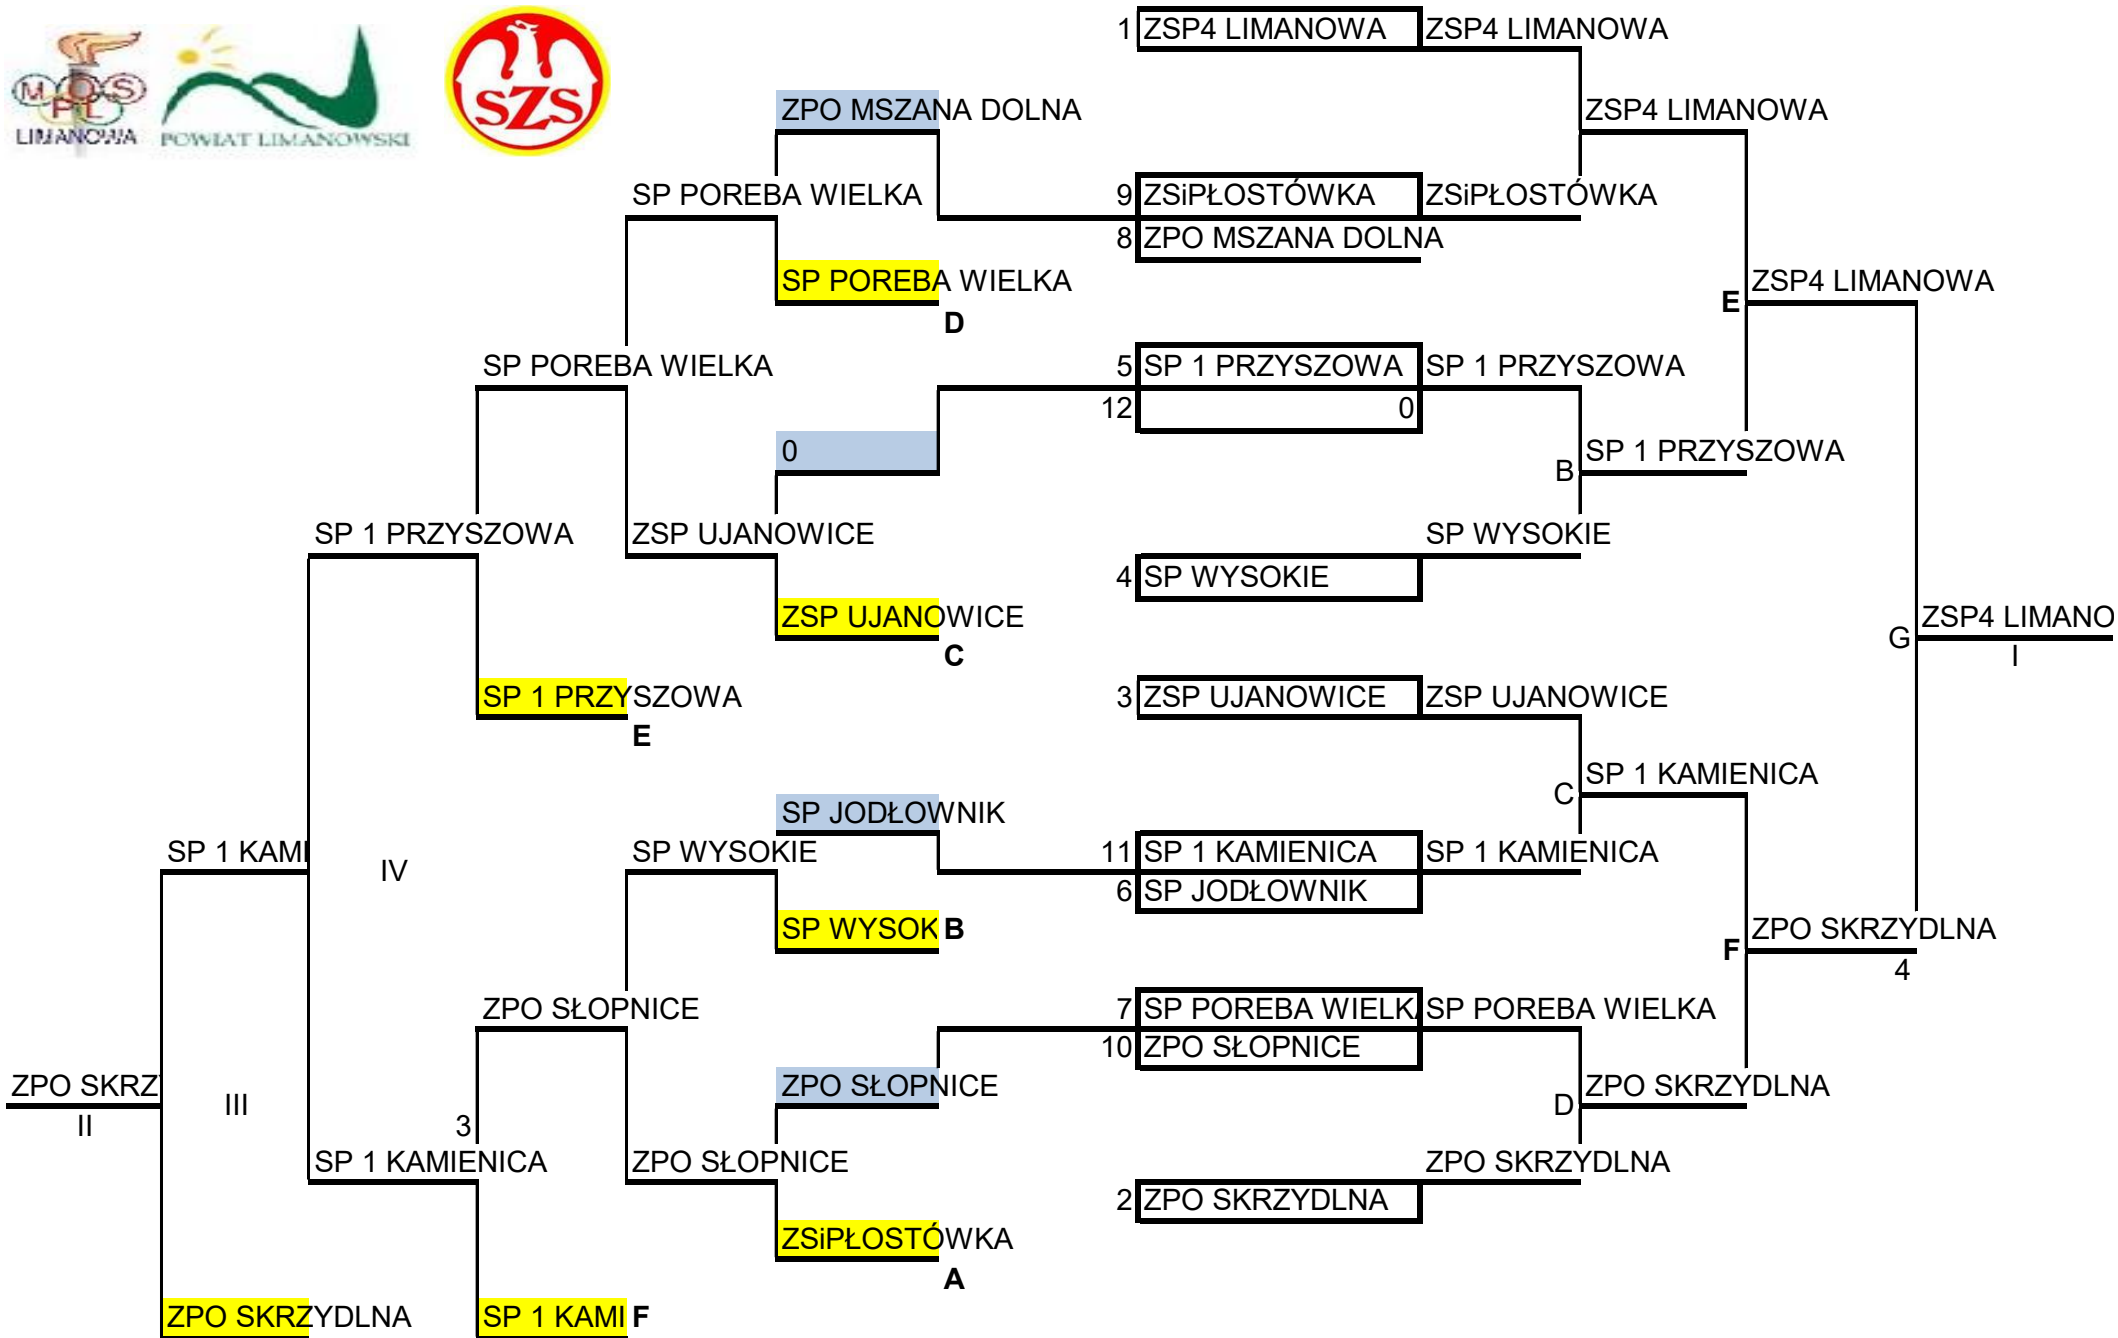 1 ZSP4 LIMANOWA ZSP4 LIMANOWA
M O S
P L
LIMANOWA
POWIAT LIMANOWSKI
SZS
ZPO MSZANA DOLNA ZSP4 LIMANOWA
SP POREBA WIELKA 9 ZSiPŁOSTÓWKA ZSiPŁOSTÓWKA
8 ZPO MSZANA DOLNA
SP POREBA WIELKA ZSP4 LIMANOWA
D E
SP POREBA WIELKA 5 SP 1 PRZYSZOWA SP 1 PRZYSZOWA
12 0
0 SP 1 PRZYSZOWA
B
SP 1 PRZYSZOWA ZSP UJANOWICE SP WYSOKIE
4 SP WYSOKIE
ZSP UJANOWICE ZSP4 LIMANO
C G I
SP 1 PRZYSZOWA 3 ZSP UJANOWICE ZSP UJANOWICE
E
SP 1 KAMIENICA
C
SP JODŁOWNIK
SP 1 KAMI IV SP WYSOKIE 11 SP 1 KAMIENICA SP 1 KAMIENICA
6 SP JODŁOWNIK
SP WYSOK B ZPO SKRZYDLNA
F 4
ZPO SŁOPNICE 7 SP POREBA WIELKA SP POREBA WIELKA
10 ZPO SŁOPNICE
ZPO SKRZ ZPO SŁOPNICE ZPO SKRZYDLNA
II III 3 D
SP 1 KAMIENICA ZPO SŁOPNICE ZPO SKRZYDLNA
2 ZPO SKRZYDLNA
ZSiPŁOSTÓWKA
A
ZPO SKRZYDLNA SP 1 KAMI F